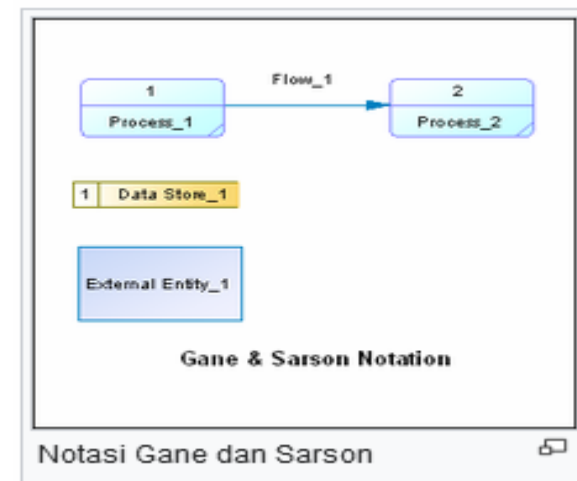 Flow_1
1
Process_1
2
Process_2
1 Data Store_1
External Entity_1
Gane & Sarson Notation
Notasi Gane dan Sarson